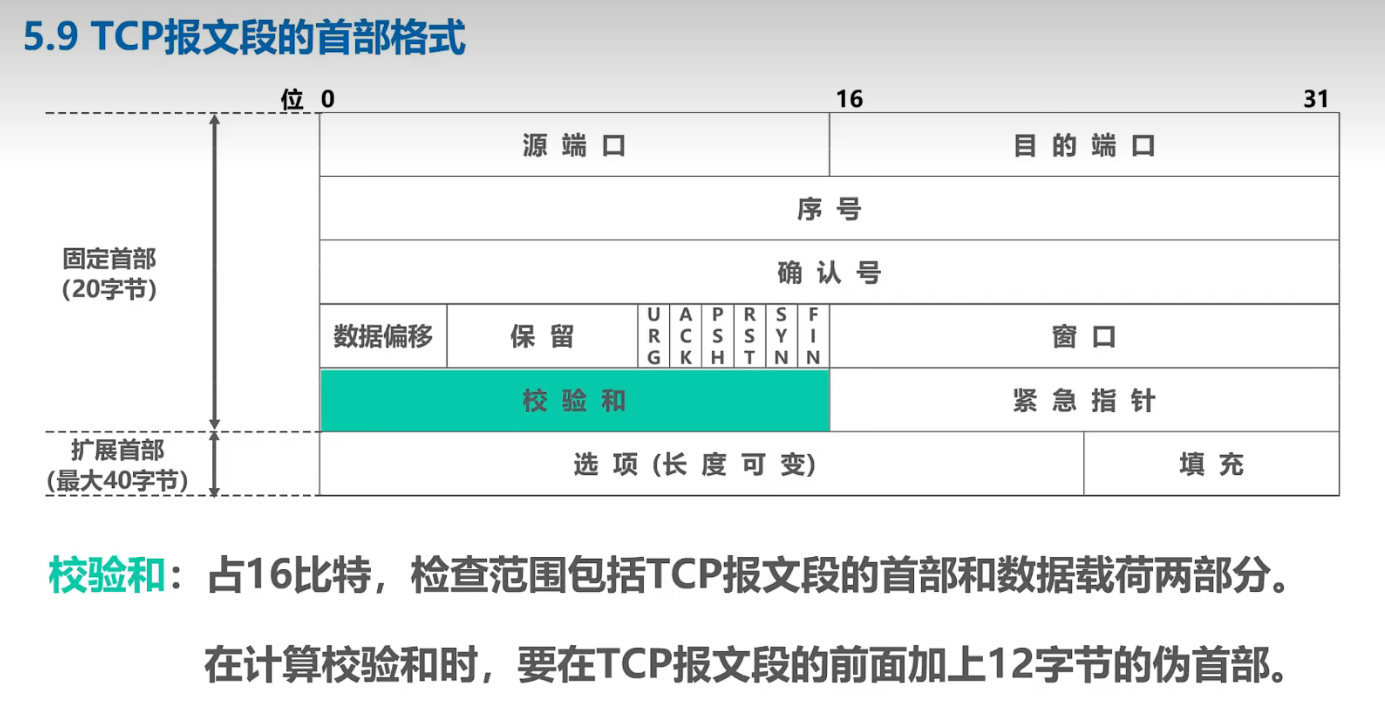 5.9 TCP报文段的首部格式
位 0 16 31
源 端 口 目 的 端 口
序 号
固定首部
(20字节)
确 认 号
数据偏移 保 留 URG ACK PSH RST SYN FIN 窗 口
校 验 和 紧 急 指 针
扩展首部
(最大40字节)
选 项 (长 度 可 变) 填 充
校验和：占16比特，检查范围包括TCP报文段的首部和数据载荷两部分。
在计算校验和时，要在TCP报文段的前面加上12字节的伪首部。